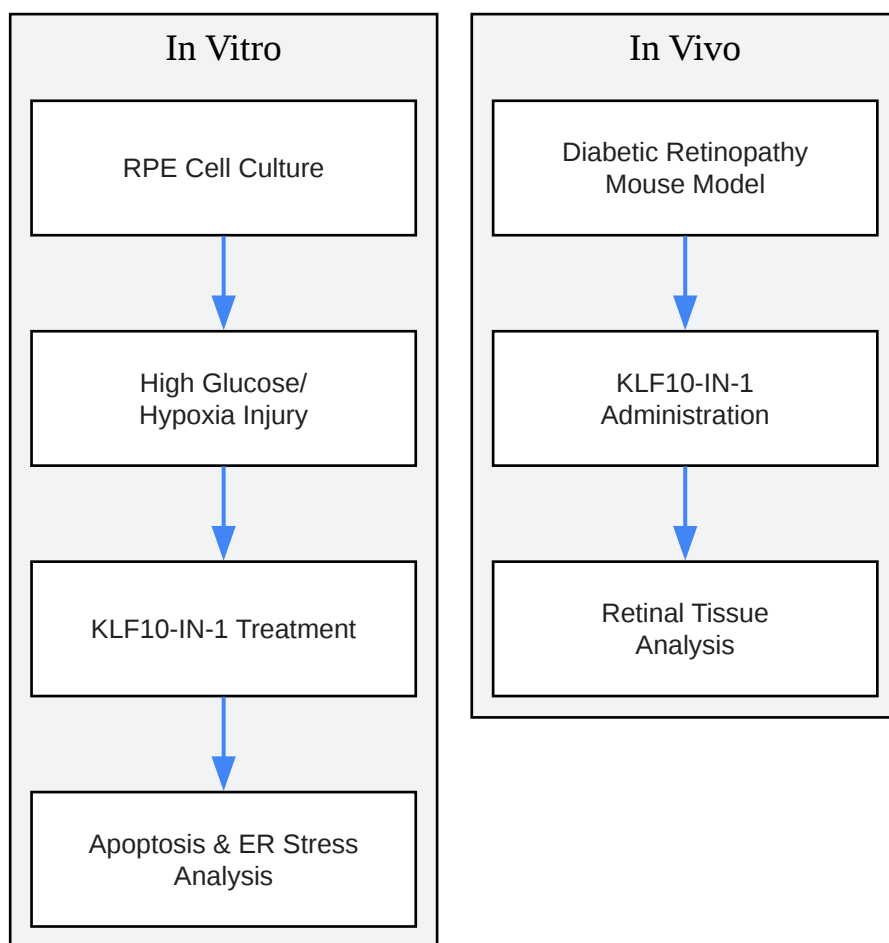 In Vitro
RPE Cell Culture
High Glucose/
Hypoxia Injury
KLF10-IN-1 Treatment
Apoptosis & ER Stress
Analysis
In Vivo
Diabetic Retinopathy
Mouse Model
KLF10-IN-1
Administration
Retinal Tissue
Analysis